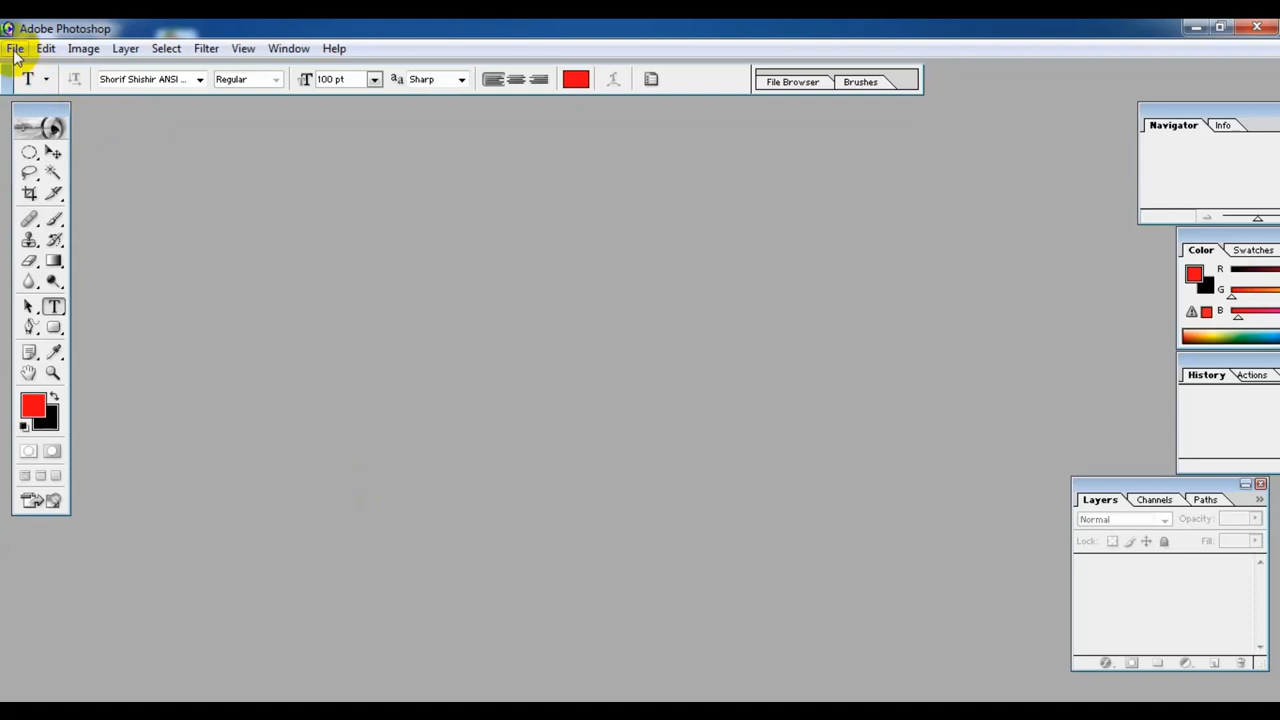 Adobe Photoshop
File Edit Image Layer Select Filter View Window Help
T T Shorif Shishir ANSI ... Regular T 100 pt aa Sharp File Browser Brushes
Navigator Info
Color Swatches
R
G
B
T
History Actions
Layers Channels Paths
Normal Opacity:
Lock: Fill: